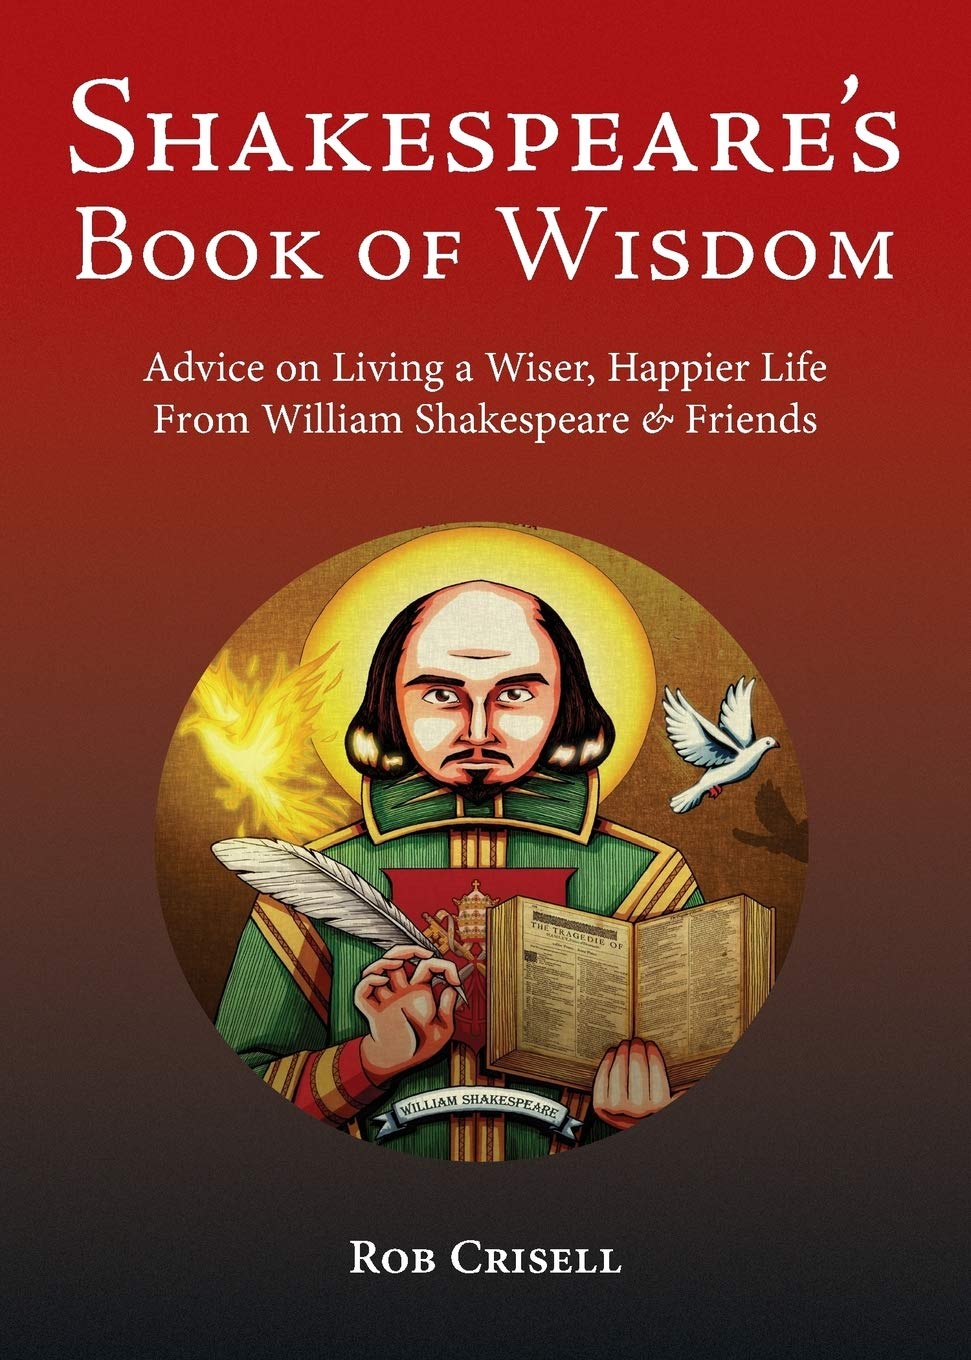 SHAKESPEARE'S
BOOK OF WISDOM
Advice on Living a Wiser, Happier Life
From William Shakespeare & Friends
THE TRAGEDIE OF
WILLIAM SHAKESPEARE
ROB CRISELL